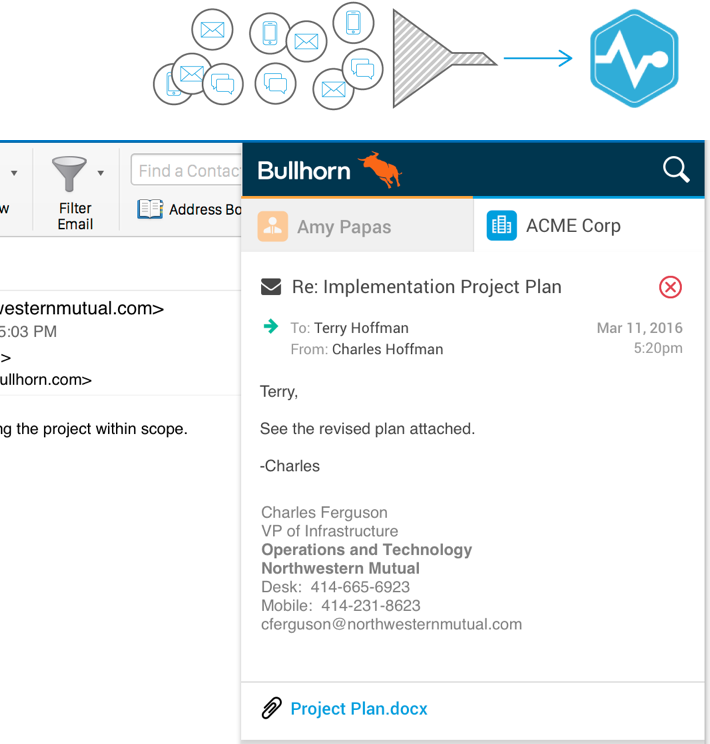 Find a Contac
w
Filter
Email
Address Bo
westernmutual.com>
5:03 PM
>
ullhorn.com>
ng the project within scope.
Bullhorn
Amy Papas
ACME Corp
Re: Implementation Project Plan
To: Terry Hoffman
Mar 11, 2016
From: Charles Hoffman
5:20pm
Terry,
See the revised plan attached.
-Charles
Charles Ferguson
VP of Infrastructure
Operations and Technology
Northwestern Mutual
Desk: 414-665-6923
Mobile: 414-231-8623
cferguson@northwesternmutual.com
Project Plan.docx